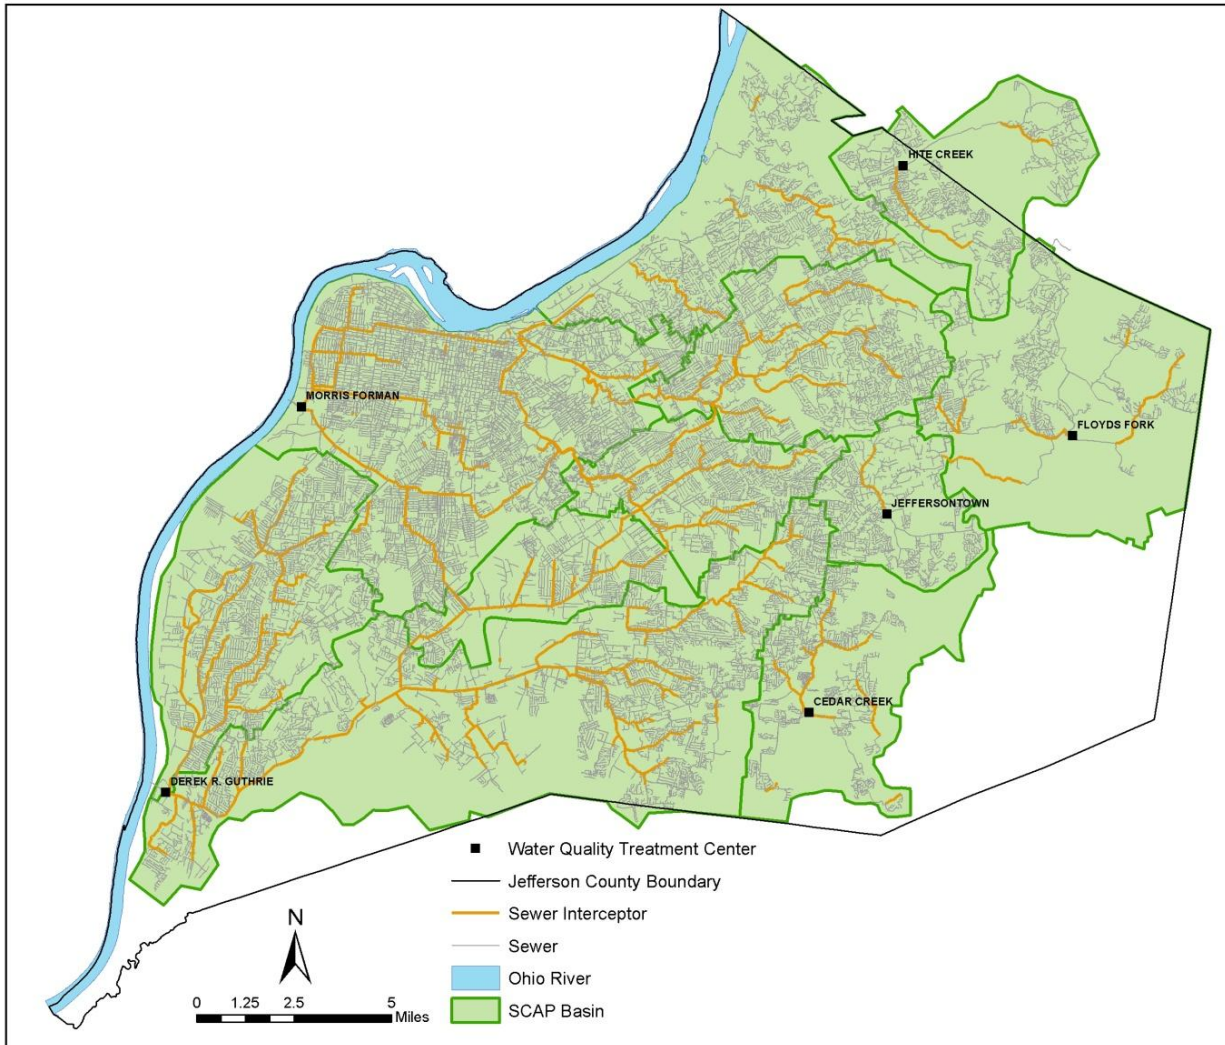 HITE CREEK
MORRIS FORMAN
FLOYDS FORK
JEFFERSONTOWN
CEDAR CREEK
DEREK R. GUTHRIE
Water Quality Treatment Center
Jefferson County Boundary
Sewer Interceptor
Sewer
Ohio River
SCAP Basin
N
0 1.25 2.5 5
Miles